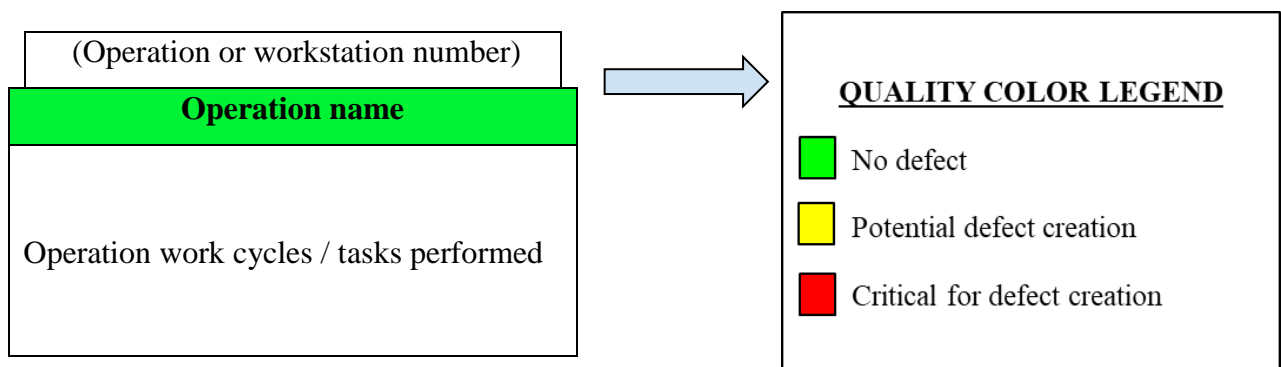 (Operation or workstation number)
Operation name
Operation work cycles / tasks performed
QUALITY COLOR LEGEND
No defect
Potential defect creation
Critical for defect creation